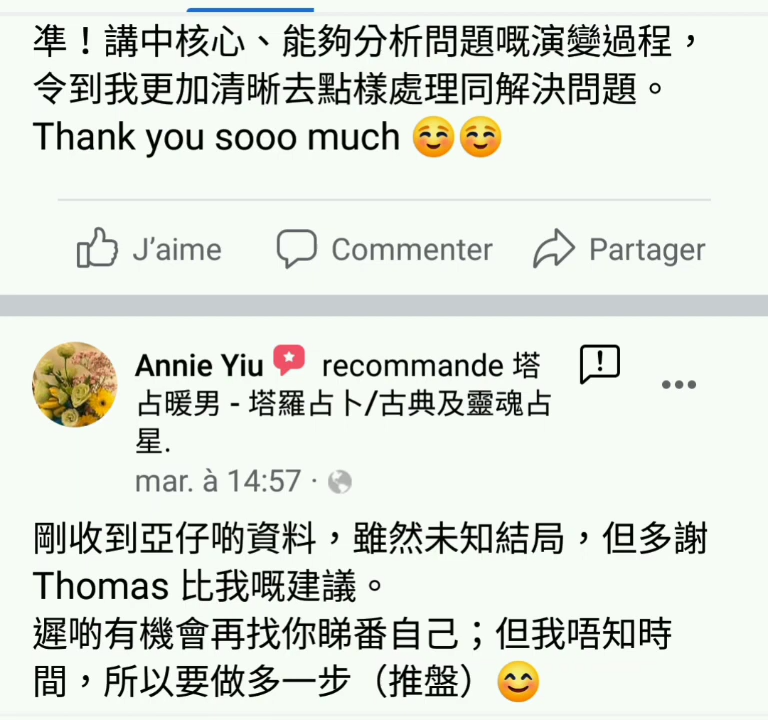 準！講中核心、能夠分析問題嘅演變過程，
令到我更加清晰去點樣處理同解決問題。
Thank you sooo much ☺️☺️
J’aime Commenter Partager
Annie Yiu recommande 塔
占暖男 - 塔羅占卜/古典及靈魂占
星.
mar. à 14:57 ·
剛收到亞仔啲資料，雖然未知結局，但多謝
Thomas 比我嘅建議。
遲啲有機會再找你睇番自己；但我唔知時
間，所以要做多一步（推盤）😊